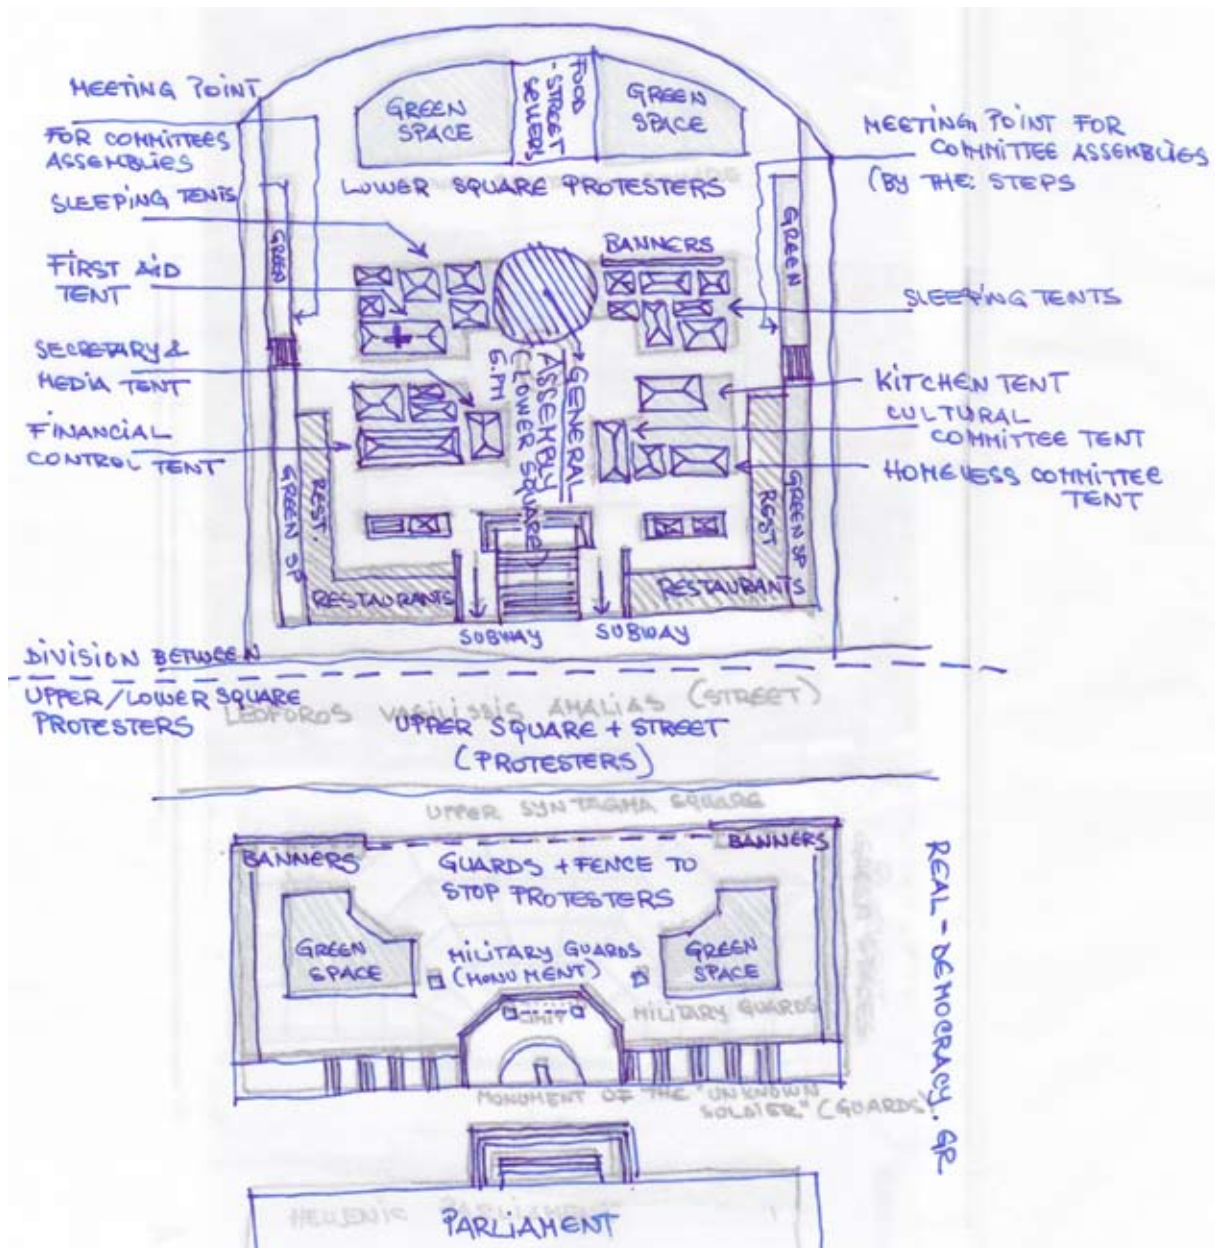 MEETING POINT
FOR COMMITTEES
ASSEMBLIES
SLEEPING TENTS
FIRST AID
TENT
SECRETARY &
MEDIA TENT
FINANCIAL
CONTROL TENT
GREEN
SPACE
FOOD
-STREET
SELLERS
GREEN
SPACE
LOWER SQUARE PROTESTERS
MEETING POINT FOR
COMMITTEE ASSEMBLIES
(BY THE STEPS
GREEN
GREEN
BANNERS
SLEEPING TENTS
KITCHEN TENT
CULTURAL
COMMITTEE TENT
HOMELESS COMMITTEE
TENT
GENERAL
ASSEMBLY
(LOWER SQUARE)
6.PM
GREEN SP
REST.
REST
GREEN SP
RESTAURANTS
RESTAURANTS
SUBWAY
SUBWAY
DIVISION BETWEEN
UPPER/LOWER SQUARE
PROTESTERS
LEOFOROS VASILISSIS AMALIAS (STREET)
UPPER SQUARE + STREET
(PROTESTERS)
UPPER SYNTAGMA SQUARE
BANNERS
BANNERS
GUARDS + FENCE TO
STOP PROTESTERS
GREEN
SPACE
MILITARY GUARDS
(MONUMENT)
GREEN
SPACE
MILITARY GUARDS
MONUMENT OF THE "UNKNOWN
SOLDIER" (GUARDS)
HELLENIC PARLIAMENT
PARLIAMENT
REAL-DEMOCRACY.GR